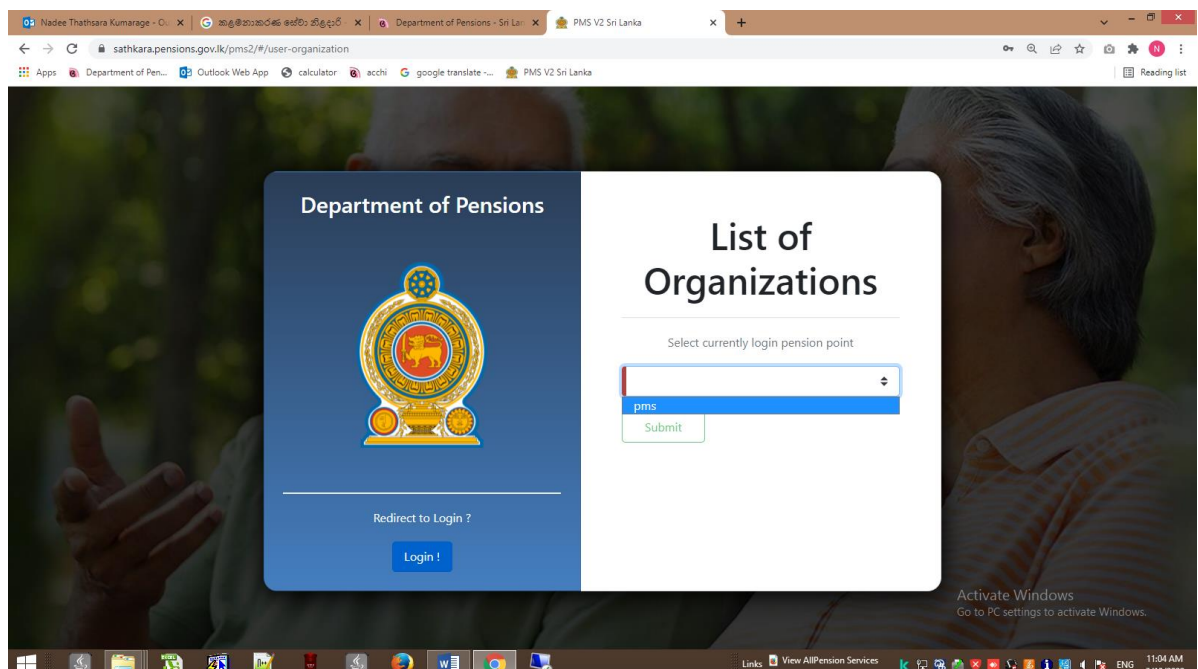 Nadee Thathsara Kumarage - Ou
කළමනාකරණ සේවා නිළධාරී -
Department of Pensions - Sri Lan
PMS V2 Sri Lanka
sathkara.pensions.gov.lk/pms2/#/user-organization
N
Apps
Department of Pen...
Outlook Web App
calculator
acchi
google translate -...
PMS V2 Sri Lanka
Reading list
Department of Pensions
List of
Organizations
Select currently login pension point
pms
Submit
Redirect to Login ?
Login !
Activate Windows
Go to PC settings to activate Windows.
Links
View AllPension Services
ENG
11:04 AM